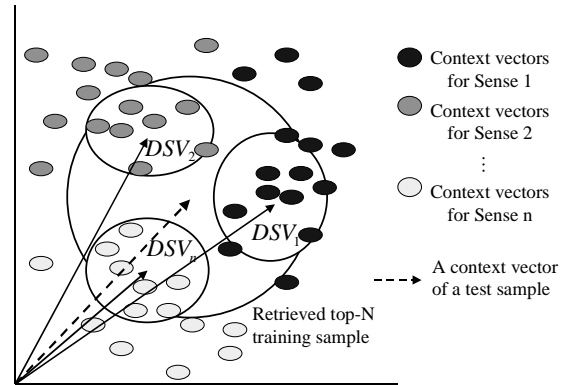 Context vectors
for Sense 1
Context vectors
for Sense 2
⋮
Context vectors
for Sense n
DSV2
DSV1
DSVn
A context vector
of a test sample
Retrieved top-N
training sample